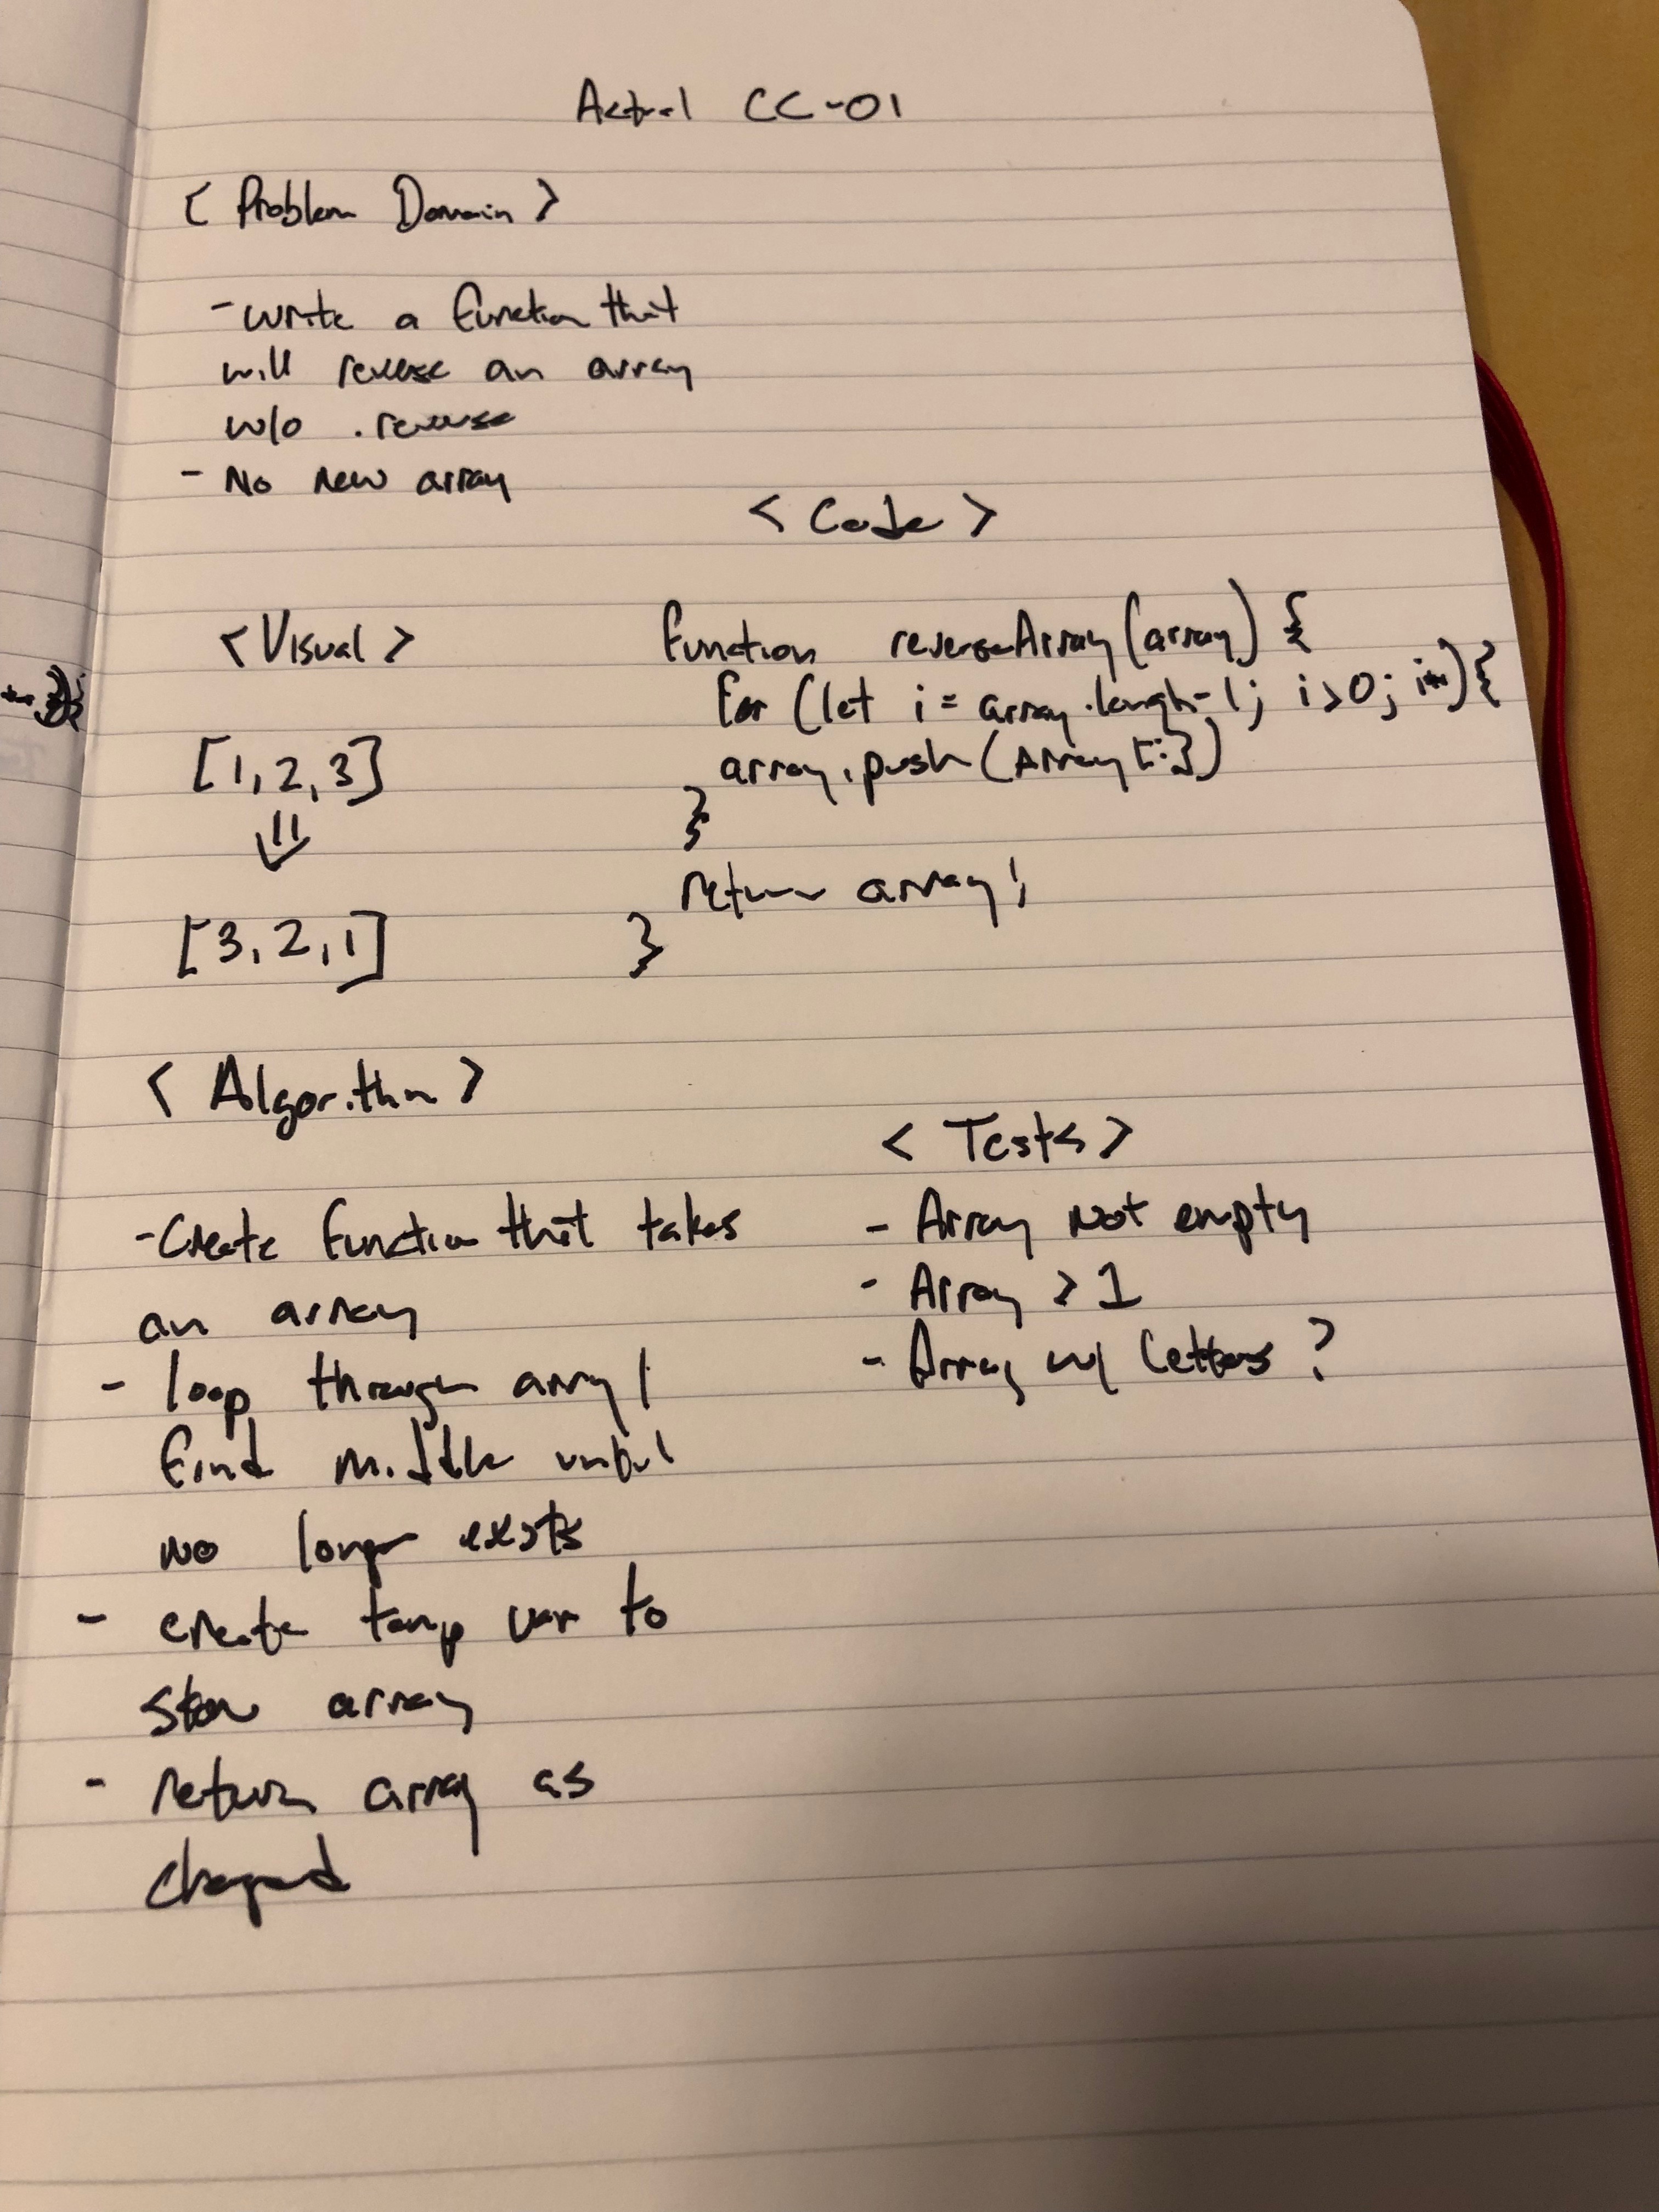 Actual CC-01
< Problem Domain >
- write a function that
will reverse an array
w/o .reverse
- No new array
< Visual >
[1, 2, 3]
[3, 2, 1]
< Code >
function reverseArray(array) {
for (let i = array.length-1; i>0; i++) {
array.push(Array[i])
}
return array;
}
< Algorithm >
- Create function that takes
an array
- loop through array /
find middle until
no longer exists
- create temp var to
store array
- return array as
changed
< Tests >
- Array not empty
- Array > 1
- Array w/ letters ?